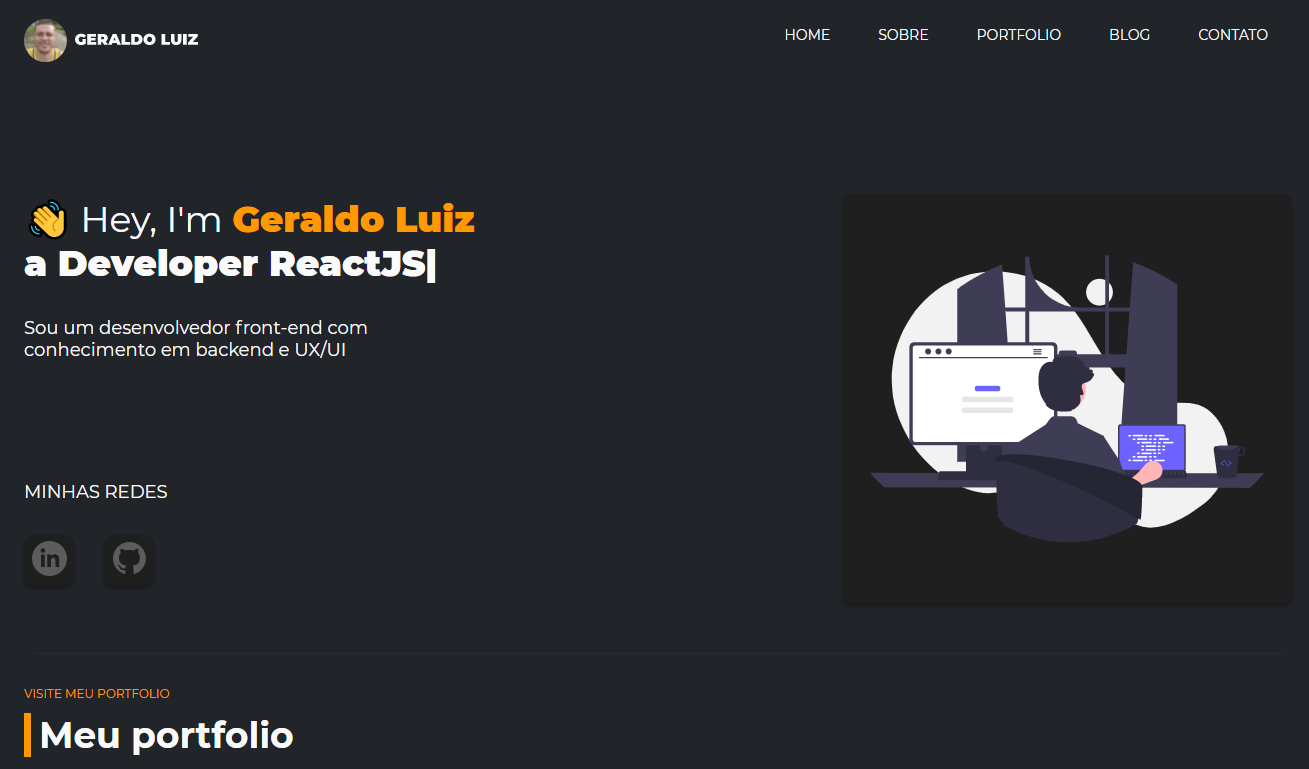 GERALDO LUIZ
HOME SOBRE PORTFOLIO BLOG CONTATO
👋 Hey, I'm Geraldo Luiz
a Developer ReactJS|
Sou um desenvolvedor front-end com
conhecimento em backend e UX/UI
MINHAS REDES
in
VISITE MEU PORTFOLIO
Meu portfolio